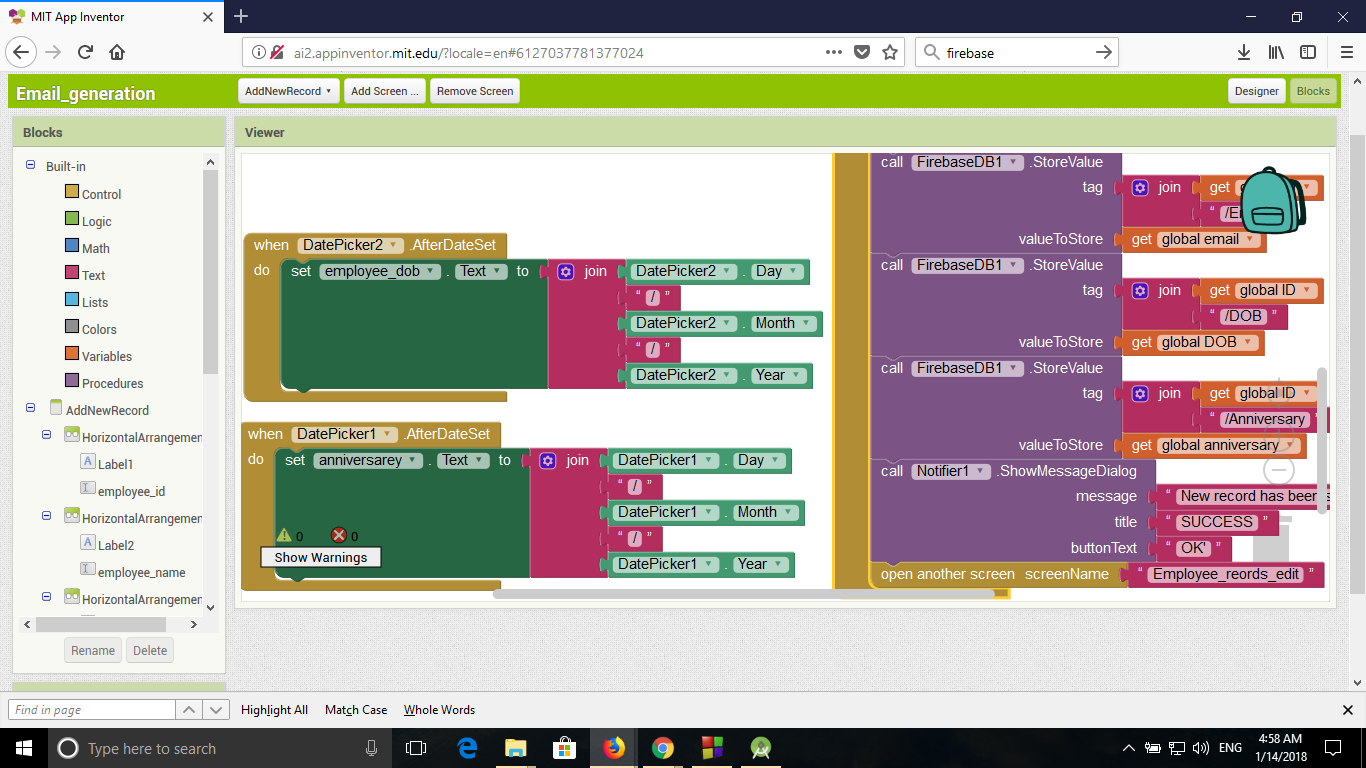 MIT App Inventor
ai2.appinventor.mit.edu/?locale=en#6127037781377024
firebase
Email_generation
AddNewRecord
Add Screen ...
Remove Screen
Designer
Blocks
Blocks
Built-in
Control
Logic
Math
Text
Lists
Colors
Variables
Procedures
AddNewRecord
HorizontalArrangemen
Label1
employee_id
HorizontalArrangemen
Label2
employee_name
HorizontalArrangemen
Rename
Delete
Viewer
when DatePicker2 .AfterDateSet
do set employee_dob . Text to join DatePicker2 . Day
" / "
DatePicker2 . Month
" / "
DatePicker2 . Year
when DatePicker1 .AfterDateSet
do set anniversarey . Text to join DatePicker1 . Day
" / "
DatePicker1 . Month
" / "
DatePicker1 . Year
0 0
Show Warnings
call FirebaseDB1 .StoreValue
tag join get
valueToStore get global email
call FirebaseDB1 .StoreValue
tag join get global ID
" /DOB "
valueToStore get global DOB
call FirebaseDB1 .StoreValue
tag join get global ID
" /Anniversary
valueToStore get global anniversary
call Notifier1 .ShowMessageDialog
message " New record has been
title " SUCCESS "
buttonText " OK' "
open another screen screenName " Employee_reords_edit "
Find in page
Highlight All
Match Case
Whole Words
Type here to search
ENG
4:58 AM
1/14/2018